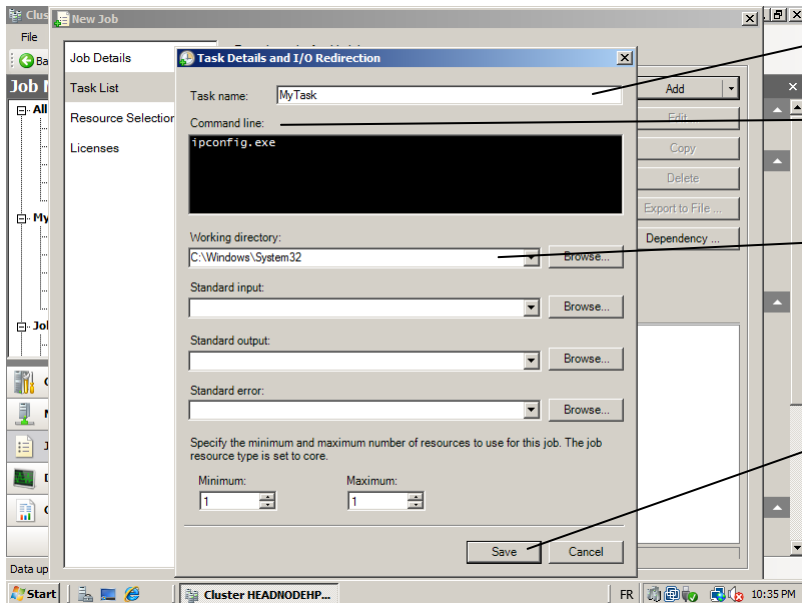 Clus
New Job
File
Ba
Job Details
Task Details and I/O Redirection
Job
Task List
Task name:
MyTask
Add
All
Resource Selection
Command line:
Edit
Licenses
ipconfig.exe
Copy
Delete
Export to File ...
My
Working directory:
Dependency ...
C:\Windows\System32
Browse...
Standard input:
Browse...
Job
Standard output:
Browse...
Standard error:
Browse...
Specify the minimum and maximum number of resources to use for this job. The job
resource type is set to core.
Minimum:
Maximum:
1
1
Save
Cancel
Data up
Start
Cluster HEADNODEHP...
FR
10:35 PM